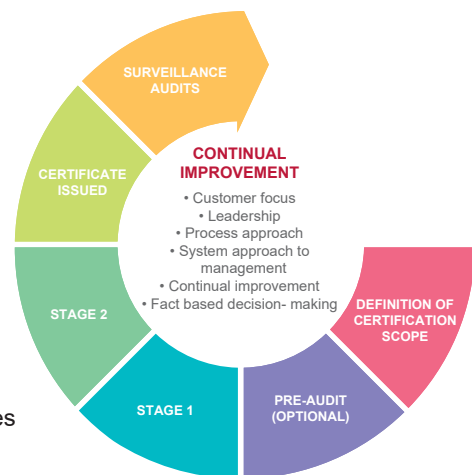 SURVEILLANCE
AUDITS
CERTIFICATE
ISSUED
CONTINUAL
IMPROVEMENT
• Customer focus
• Leadership
• Process approach
• System approach to
management
• Continual improvement
• Fact based decision- making
DEFINITION OF
CERTIFICATION
SCOPE
STAGE 2
STAGE 1
PRE-AUDIT
(OPTIONAL)
es